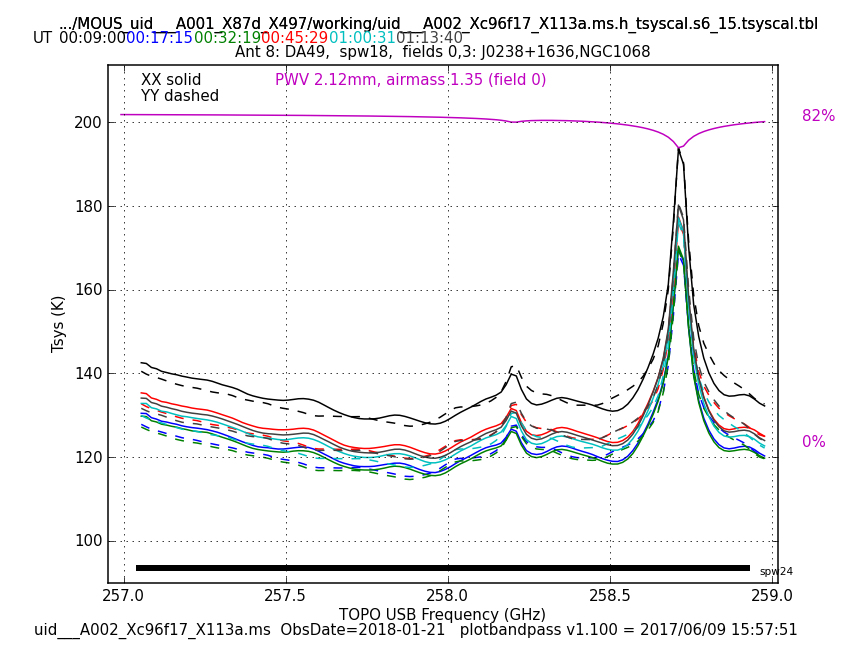 .../MOUS_uid___A001_X87d_X497/working/uid___A002_Xc96f17_X113a.ms.h_tsyscal.s6_15.tsyscal.tbl
UT 00:09:00 00:17:15 00:32:19 00:45:29 01:00:31 01:13:40
Ant 8: DA49, spw18, fields 0,3: J0238+1636,NGC1068
XX solid PWV 2.12mm, airmass 1.35 (field 0)
YY dashed
82%
200
180
160
140
120
100
0%
Tsys (K)
spw24
257.0 257.5 258.0 258.5 259.0
TOPO USB Frequency (GHz)
uid___A002_Xc96f17_X113a.ms ObsDate=2018-01-21 plotbandpass v1.100 = 2017/06/09 15:57:51